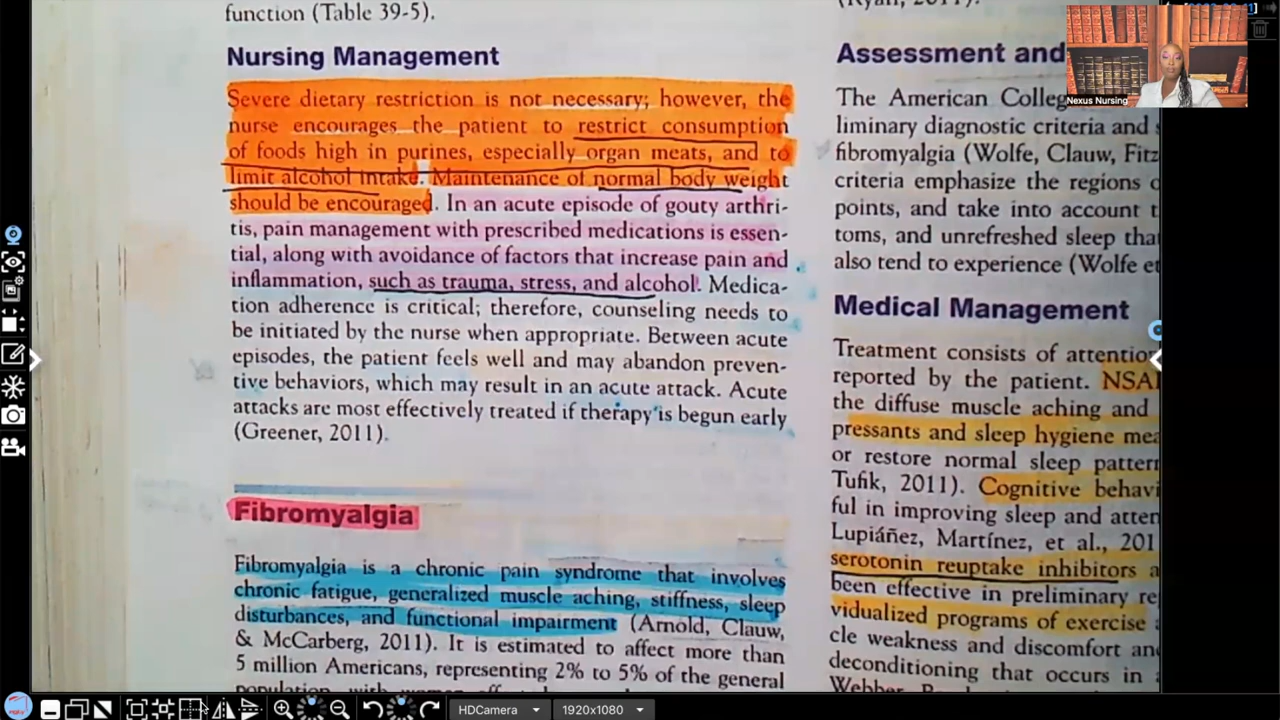 function (Table 39-5).
Nursing Management
Severe dietary restriction is not necessary; however, the
nurse encourages the patient to restrict consumption
of foods high in purines, especially organ meats, and to
limit alcohol intake. Maintenance of normal body weight
should be encouraged. In an acute episode of gouty arthri-
tis, pain management with prescribed medications is essen-
tial, along with avoidance of factors that increase pain and
inflammation, such as trauma, stress, and alcohol. Medica-
tion adherence is critical; therefore, counseling needs to
be initiated by the nurse when appropriate. Between acute
episodes, the patient feels well and may abandon preven-
tive behaviors, which may result in an acute attack. Acute
attacks are most effectively treated if therapy is begun early
(Greener, 2011).
Fibromyalgia
Fibromyalgia is a chronic pain syndrome that involves
chronic fatigue, generalized muscle aching, stiffness, sleep
disturbances, and functional impairment (Arnold, Clauw,
& McCarberg, 2011). It is estimated to affect more than
5 million Americans, representing 2% to 5% of the general
Assessment and
The American Colleg
liminary diagnostic criteria and
fibromyalgia (Wolfe, Clauw, Fitz
criteria emphasize the regions o
points, and take into account t
toms, and unrefreshed sleep tha
also tend to experience (Wolfe et
Medical Management
Treatment consists of attention
reported by the patient. NSAI
the diffuse muscle aching and
pressants and sleep hygiene mea
or restore normal sleep pattern
Tufik, 2011). Cognitive behavi
ful in improving sleep and atten
Lupiáñez, Martínez, et al., 201
serotonin reuptake inhibitors a
been effective in preliminary re
vidualized programs of exercise
cle weakness and discomfort an
deconditioning that occurs in
Nexus Nursing
HDCamera
1920x1080